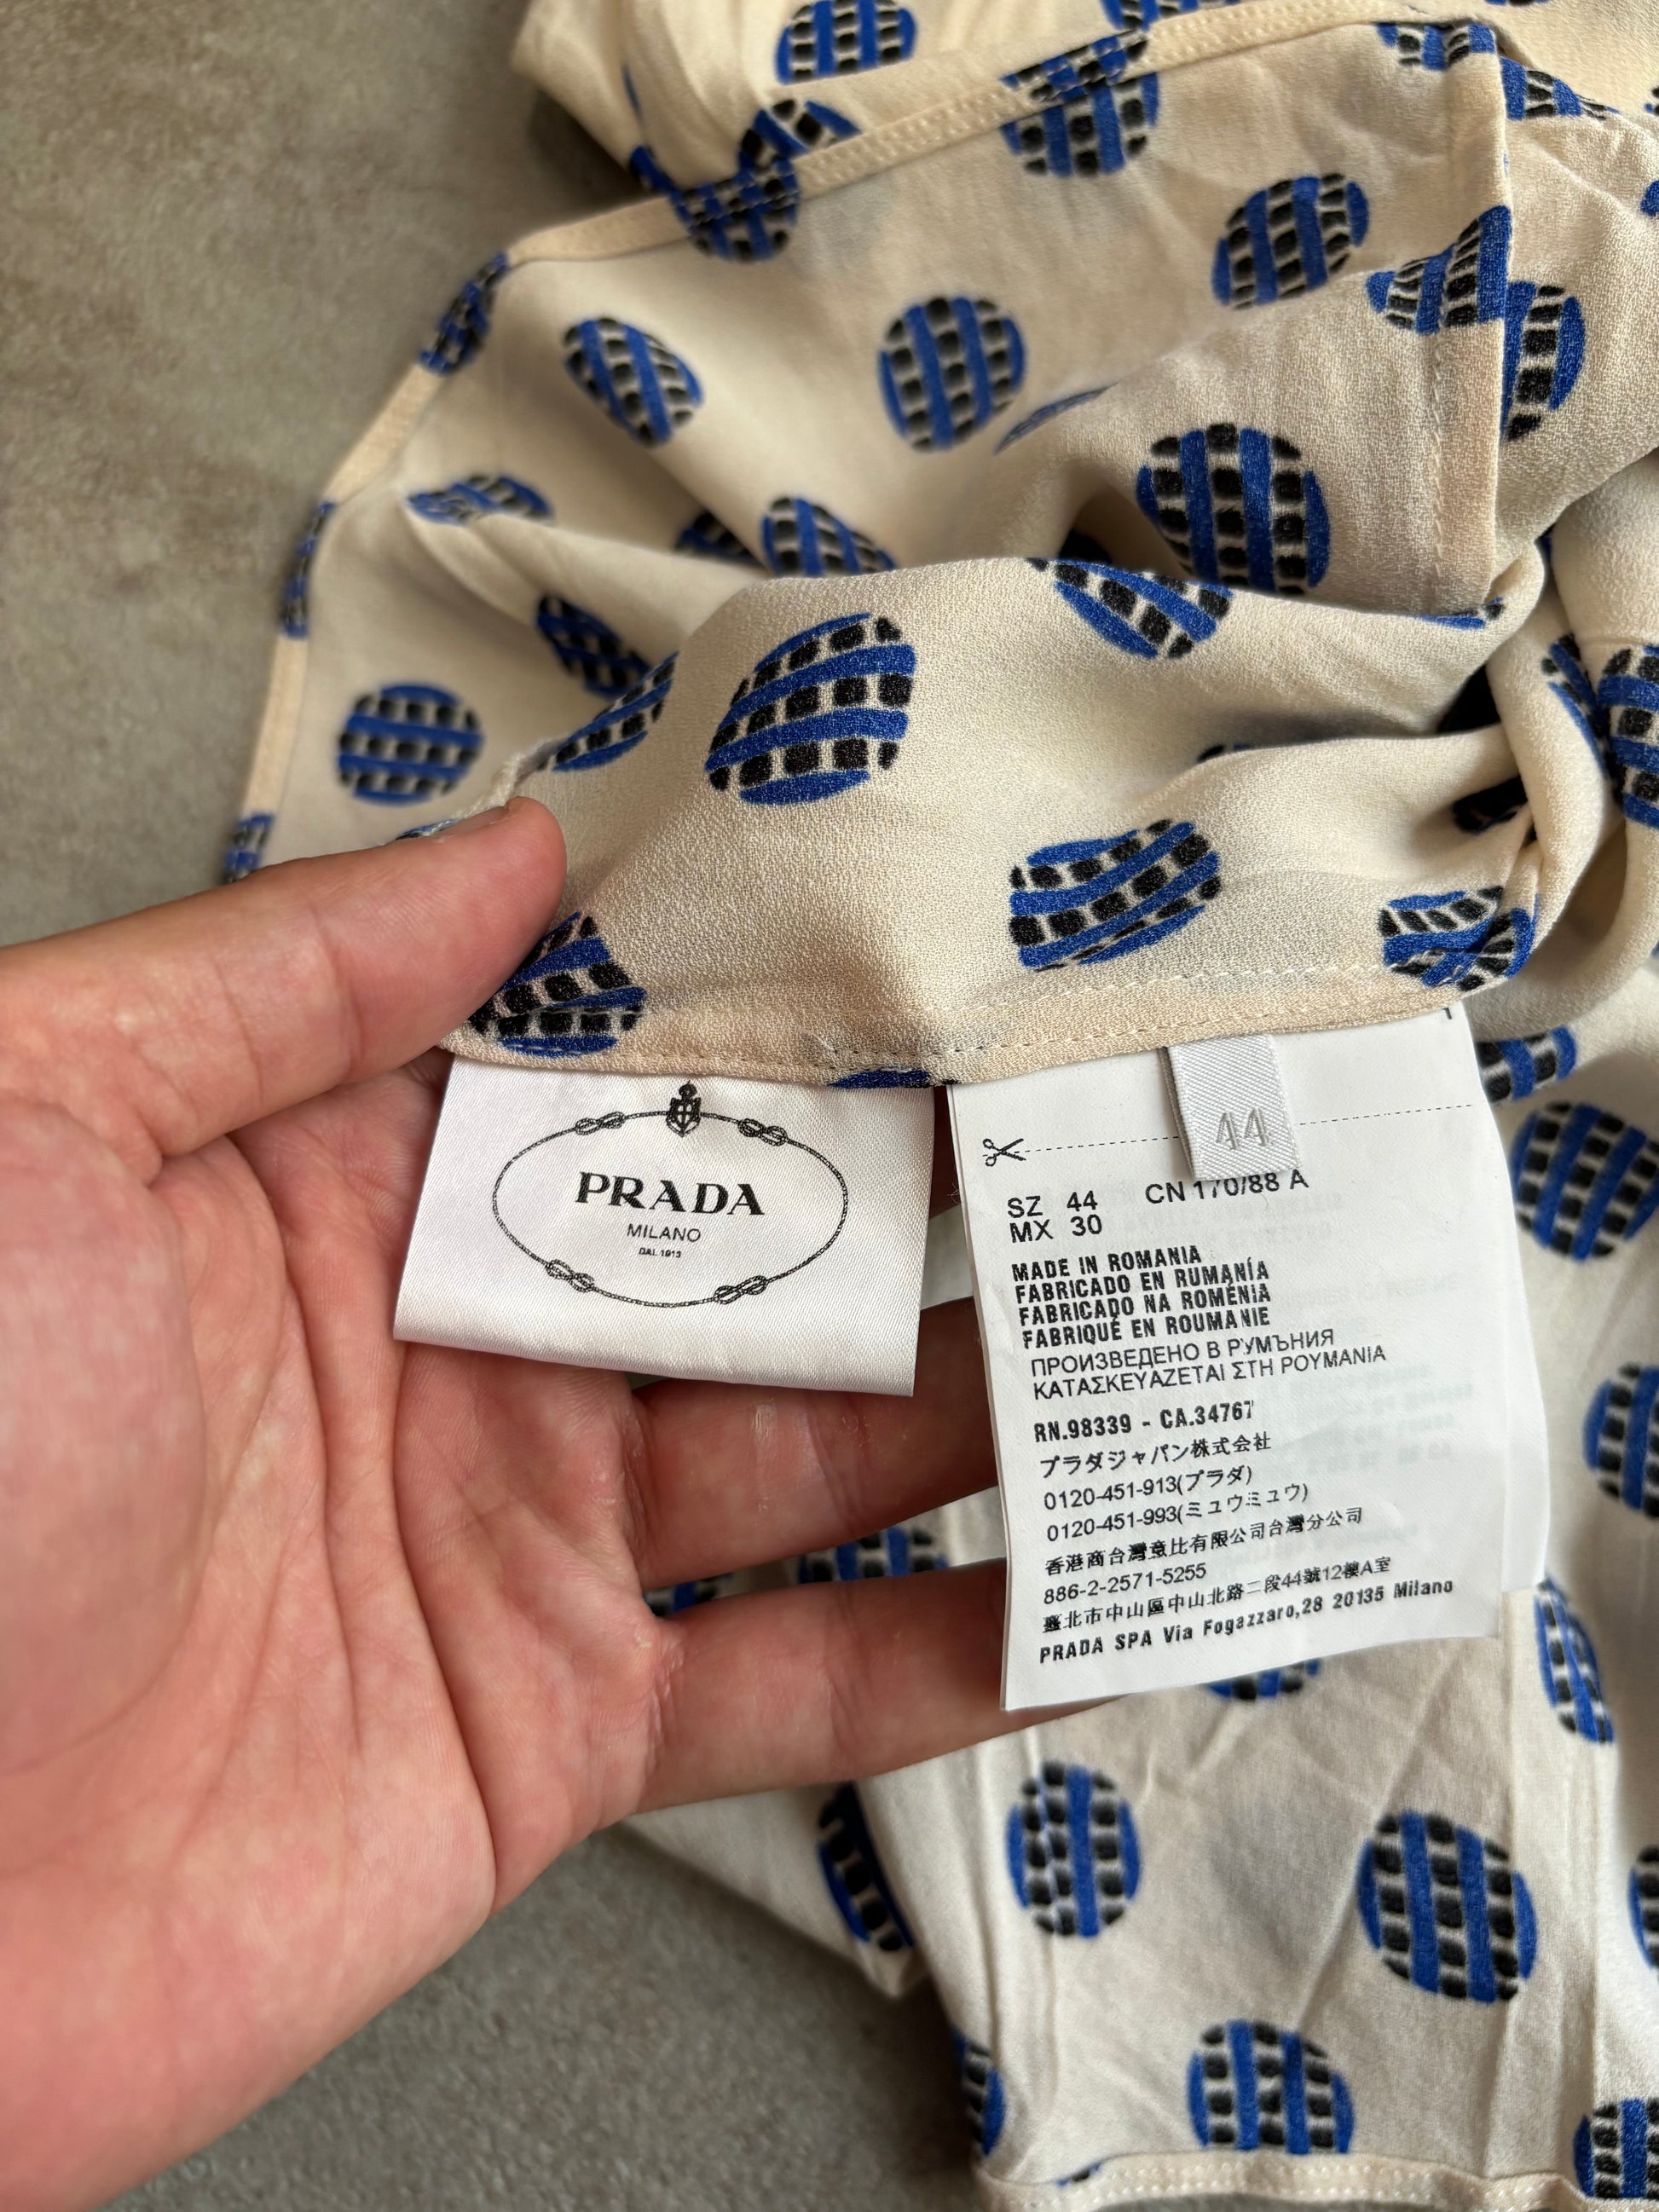 PRADA
MILANO
DAL 1913
44
SZ 44 CN 170/88 A
MX 30
MADE IN ROMANIA
FABRICADO EN RUMANÍA
FABRICADO NA ROMÉNIA
FABRIQUÉ EN ROUMANIE
ПРОИЗВЕДЕНО В РУМЪНИЯ
ΚΑΤΑΣΚΕΥΑΖΕΤΑΙ ΣΤΗ ΡΟΥΜΑΝΙΑ
RN.98339 - CA.34767
プラダジャパン株式会社
0120-451-913(プラダ)
0120-451-993(ミュウミュウ)
香港商台灣意比有限公司台灣分公司
886-2-2571-5255
臺北市中山區中山北路二段44號12樓A室
PRADA SPA Via Fogazzaro,28 20135 Milano